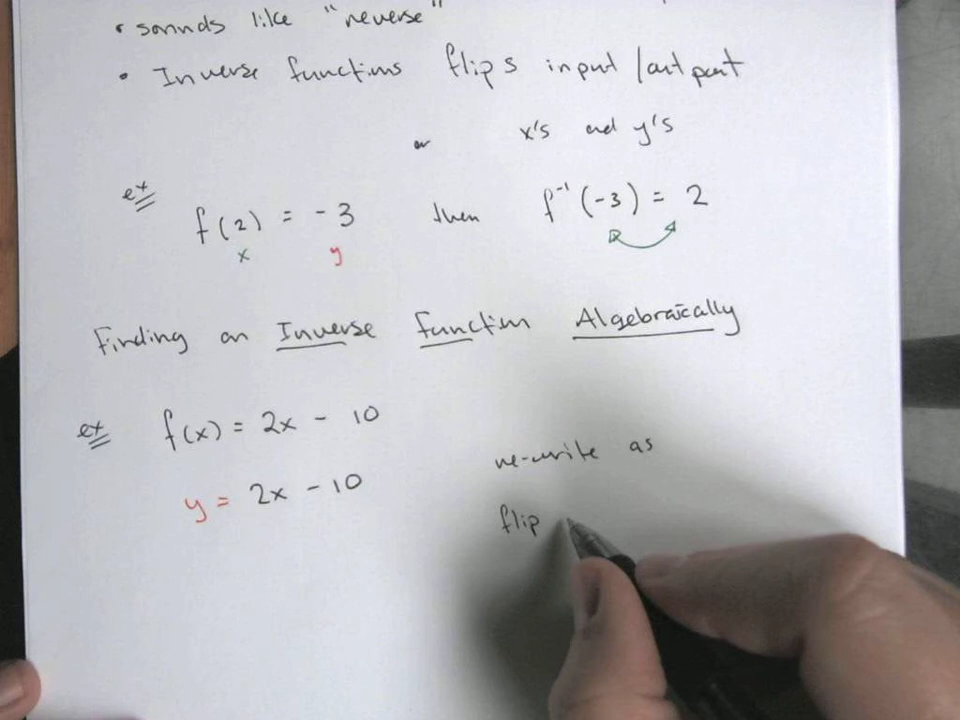 • sounds like "reverse"
• Inverse functions flips input/output
or x's and y's
ex f(2) = -3 then f⁻¹(-3) = 2
x y
Finding an Inverse Function Algebraically
ex f(x) = 2x - 10
re-write as
y = 2x - 10
flip